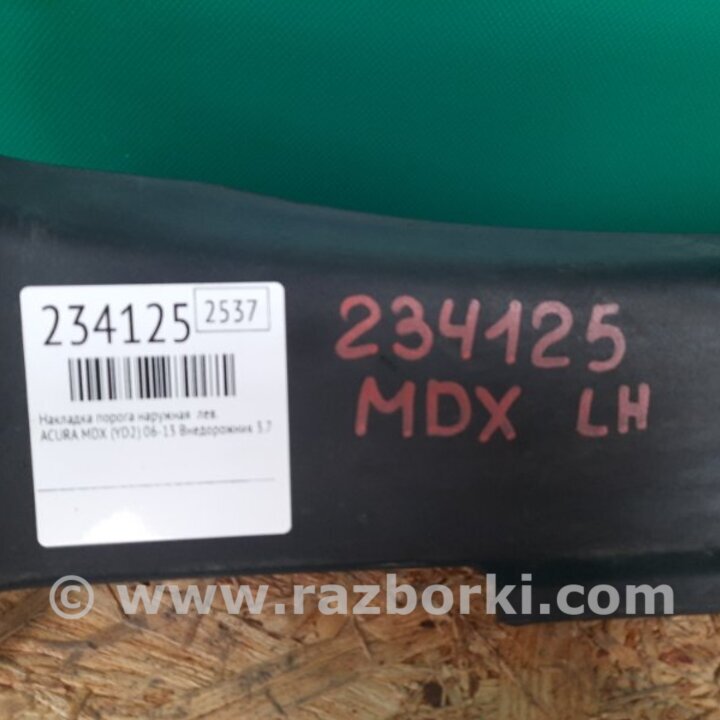 234125
2537
Накладка порога наружная лев.
ACURA MDX (YD2) 06-13 Внедорожник 3.7
234125
MDX LH
© www.razborki.com